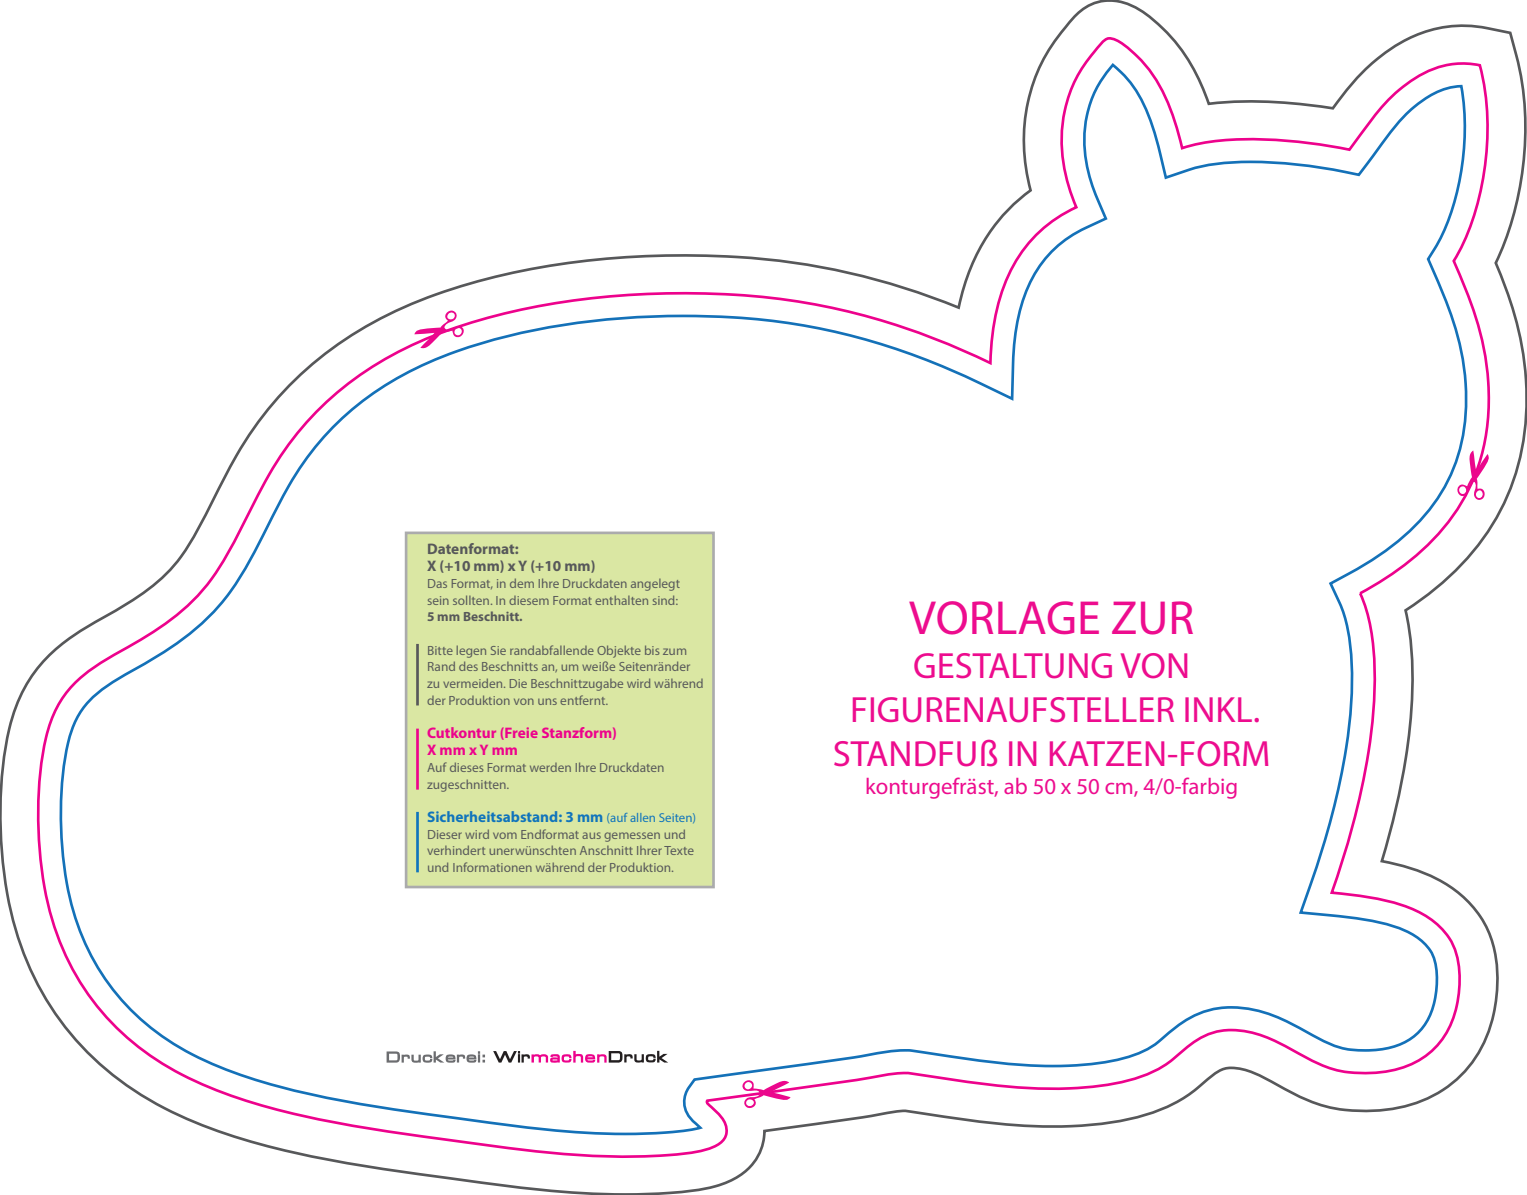 Datenformat:
X (+10 mm) x Y (+10 mm)
Das Format, in dem Ihre Druckdaten angelegt
sein sollten. In diesem Format enthalten sind:
5 mm Beschnitt.
Bitte legen Sie randabfallende Objekte bis zum
Rand des Beschnitts an, um weiße Seitenränder
zu vermeiden. Die Beschnittzugabe wird während
der Produktion von uns entfernt.
Cutkontur (Freie Stanzform)
X mm x Y mm
Auf dieses Format werden Ihre Druckdaten
zugeschnitten.
Sicherheitsabstand: 3 mm (auf allen Seiten)
Dieser wird vom Endformat aus gemessen und
verhindert unerwünschten Anschnitt Ihrer Texte
und Informationen während der Produktion.
VORLAGE ZUR
GESTALTUNG VON
FIGURENAUFSTELLER INKL.
STANDFUß IN KATZEN-FORM
konturgefräst, ab 50 x 50 cm, 4/0-farbig
Druckerei: WirmachenDruck